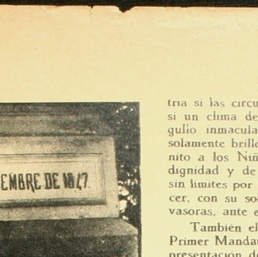 EMBRE DE 1847.
tria si las circu
si un clima de
gulio inmacula
solamente brilló
nito a los Niñ
dignidad y de
sin límites por
cer, con su so
vasoras, ante e
También el
Primer Manda
presentación d